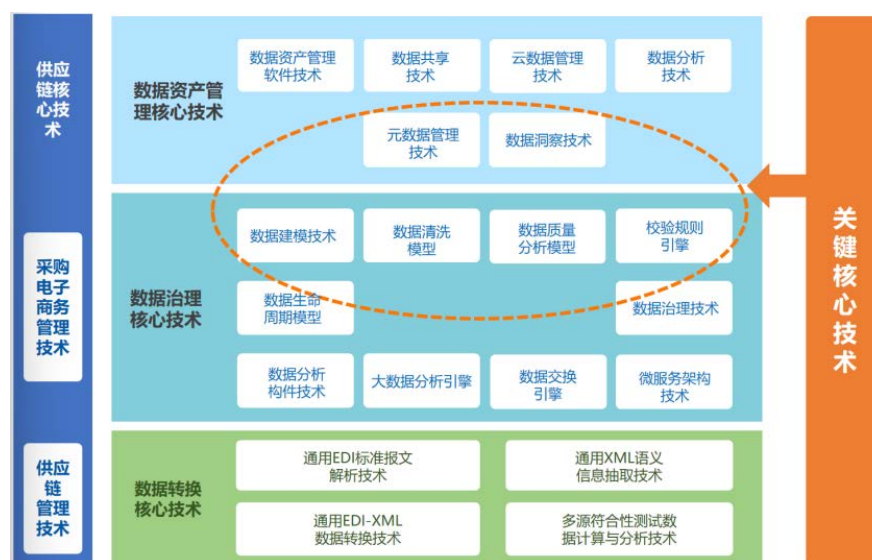 供应
链核
心技
术
采购
电子
商务
管理
技术
供应
链
管理
技术
数据资产管
理核心技术
数据资产管理
软件技术
数据共享
技术
云数据管理
技术
数据分析
技术
元数据管理
技术
数据洞察技术
数据治理
核心技术
数据建模技术
数据清洗
模型
数据质量
分析模型
校验规则
引擎
数据生命
周期模型
数据治理技术
数据分析
构件技术
大数据分析引擎
数据交换
引擎
微服务架构
技术
数据转换
核心技术
通用EDI标准报文
解析技术
通用XML语义
信息抽取技术
通用EDI-XML
数据转换技术
多源符合性测试数
据计算与分析技术
关键核心技术